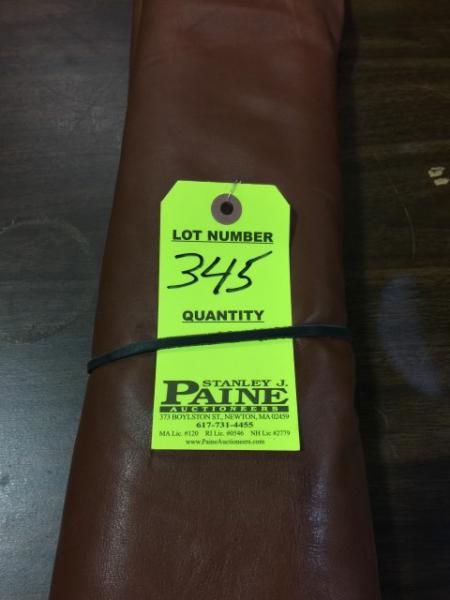 LOT NUMBER
345
QUANTITY
STANLEY J.
PAINE
AUCTIONEERS
373 BOYLSTON ST., NEWTON, MA 02459
617-731-4455
MA Lic. #120 RI Lic. #0546 NH Lic #2779
www.PaineAuctioneers.com